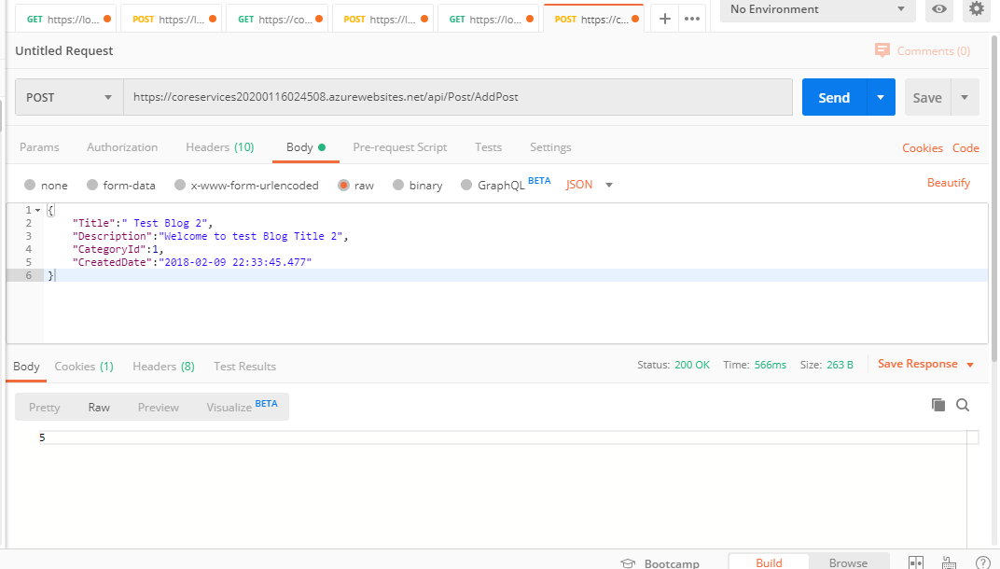 GET https://lo... POST https://l... GET https://co... POST https://l... GET https://lo... POST https://c... + ••• No Environment
Untitled Request Comments (0)
POST https://coreservices20200116024508.azurewebsites.net/api/Post/AddPost Send Save
Params Authorization Headers (10) Body Pre-request Script Tests Settings Cookies Code
none form-data x-www-form-urlencoded raw binary GraphQL BETA JSON Beautify
1 {
2 "Title":" Test Blog 2",
3 "Description":"Welcome to test Blog Title 2",
4 "CategoryId":1,
5 "CreatedDate":"2018-02-09 22:33:45.477"
6 }
Body Cookies (1) Headers (8) Test Results Status: 200 OK Time: 566ms Size: 263 B Save Response
Pretty Raw Preview Visualize BETA
5
Bootcamp Build Browse ?